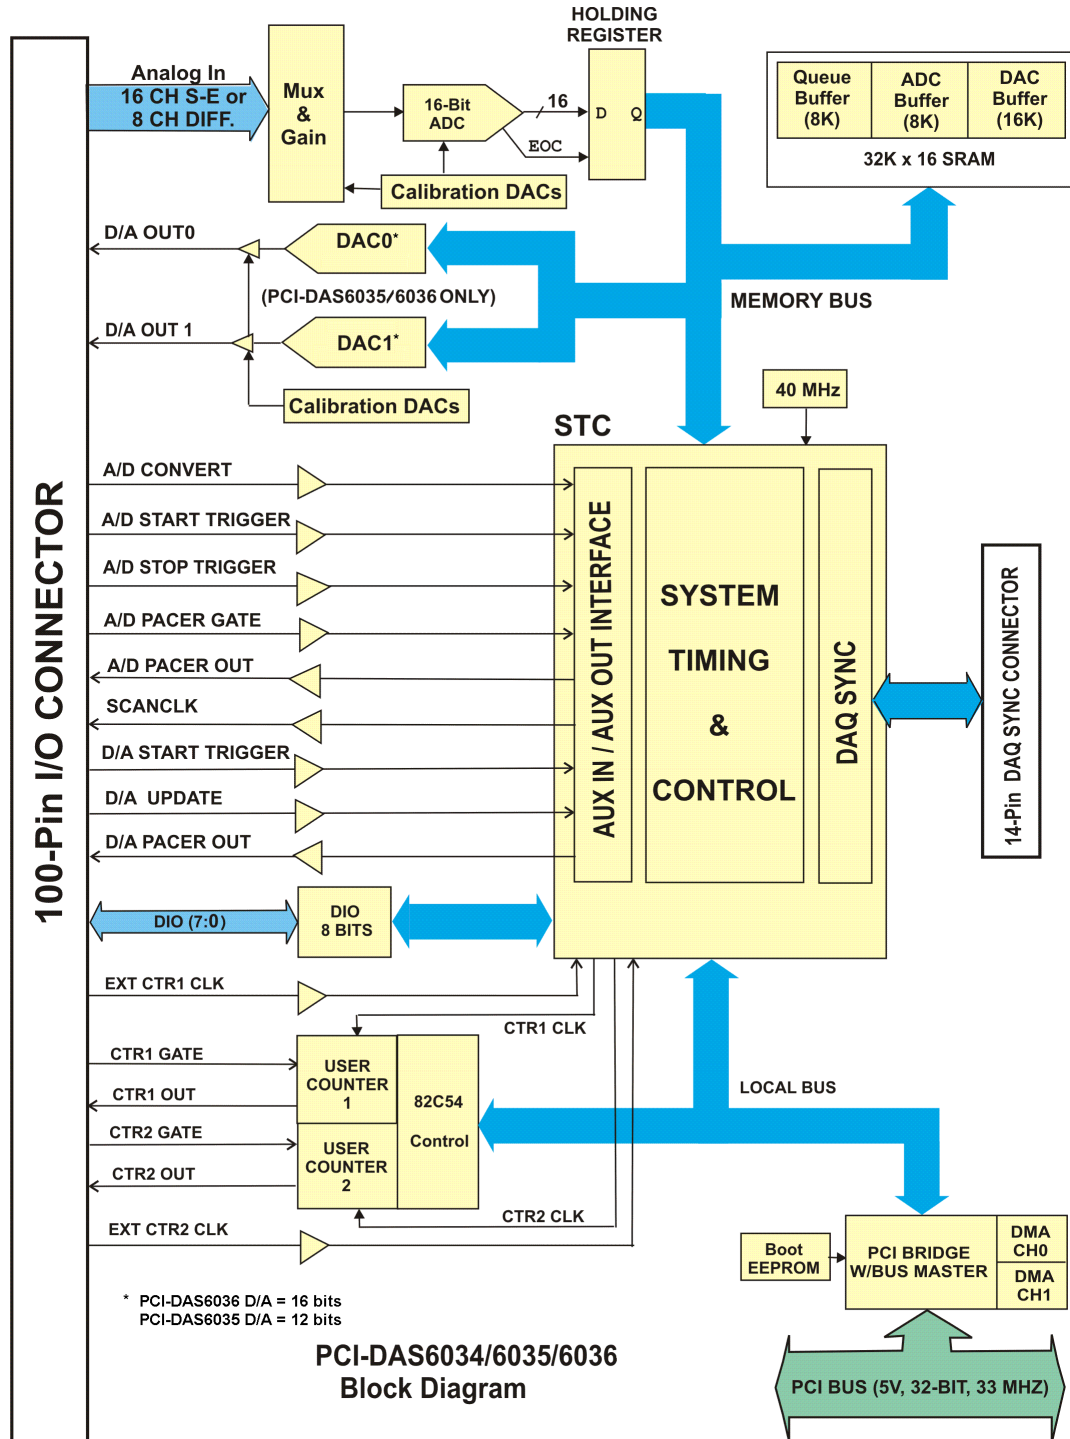 HOLDING
REGISTER
Analog In
16 CH S-E or
8 CH DIFF.
Mux
&
Gain
16-Bit
ADC
16
EOC
D Q
Calibration DACs
Queue
Buffer
(8K)
ADC
Buffer
(8K)
DAC
Buffer
(16K)
32K x 16 SRAM
D/A OUT0
DAC0*
(PCI-DAS6035/6036 ONLY)
MEMORY BUS
D/A OUT 1
DAC1*
Calibration DACs
40 MHz
STC
100-Pin I/O CONNECTOR
A/D CONVERT
A/D START TRIGGER
A/D STOP TRIGGER
A/D PACER GATE
A/D PACER OUT
SCANCLK
D/A START TRIGGER
D/A UPDATE
D/A PACER OUT
AUX IN / AUX OUT INTERFACE
SYSTEM
TIMING
&
CONTROL
DAQ SYNC
14-Pin DAQ SYNC CONNECTOR
DIO (7:0)
DIO
8 BITS
EXT CTR1 CLK
CTR1 CLK
CTR1 GATE
CTR1 OUT
CTR2 GATE
CTR2 OUT
USER
COUNTER
1
USER
COUNTER
2
82C54
Control
LOCAL BUS
CTR2 CLK
EXT CTR2 CLK
Boot
EEPROM
PCI BRIDGE
W/BUS MASTER
DMA
CH0
DMA
CH1
* PCI-DAS6036 D/A = 16 bits
PCI-DAS6035 D/A = 12 bits
PCI-DAS6034/6035/6036
Block Diagram
PCI BUS (5V, 32-BIT, 33 MHZ)